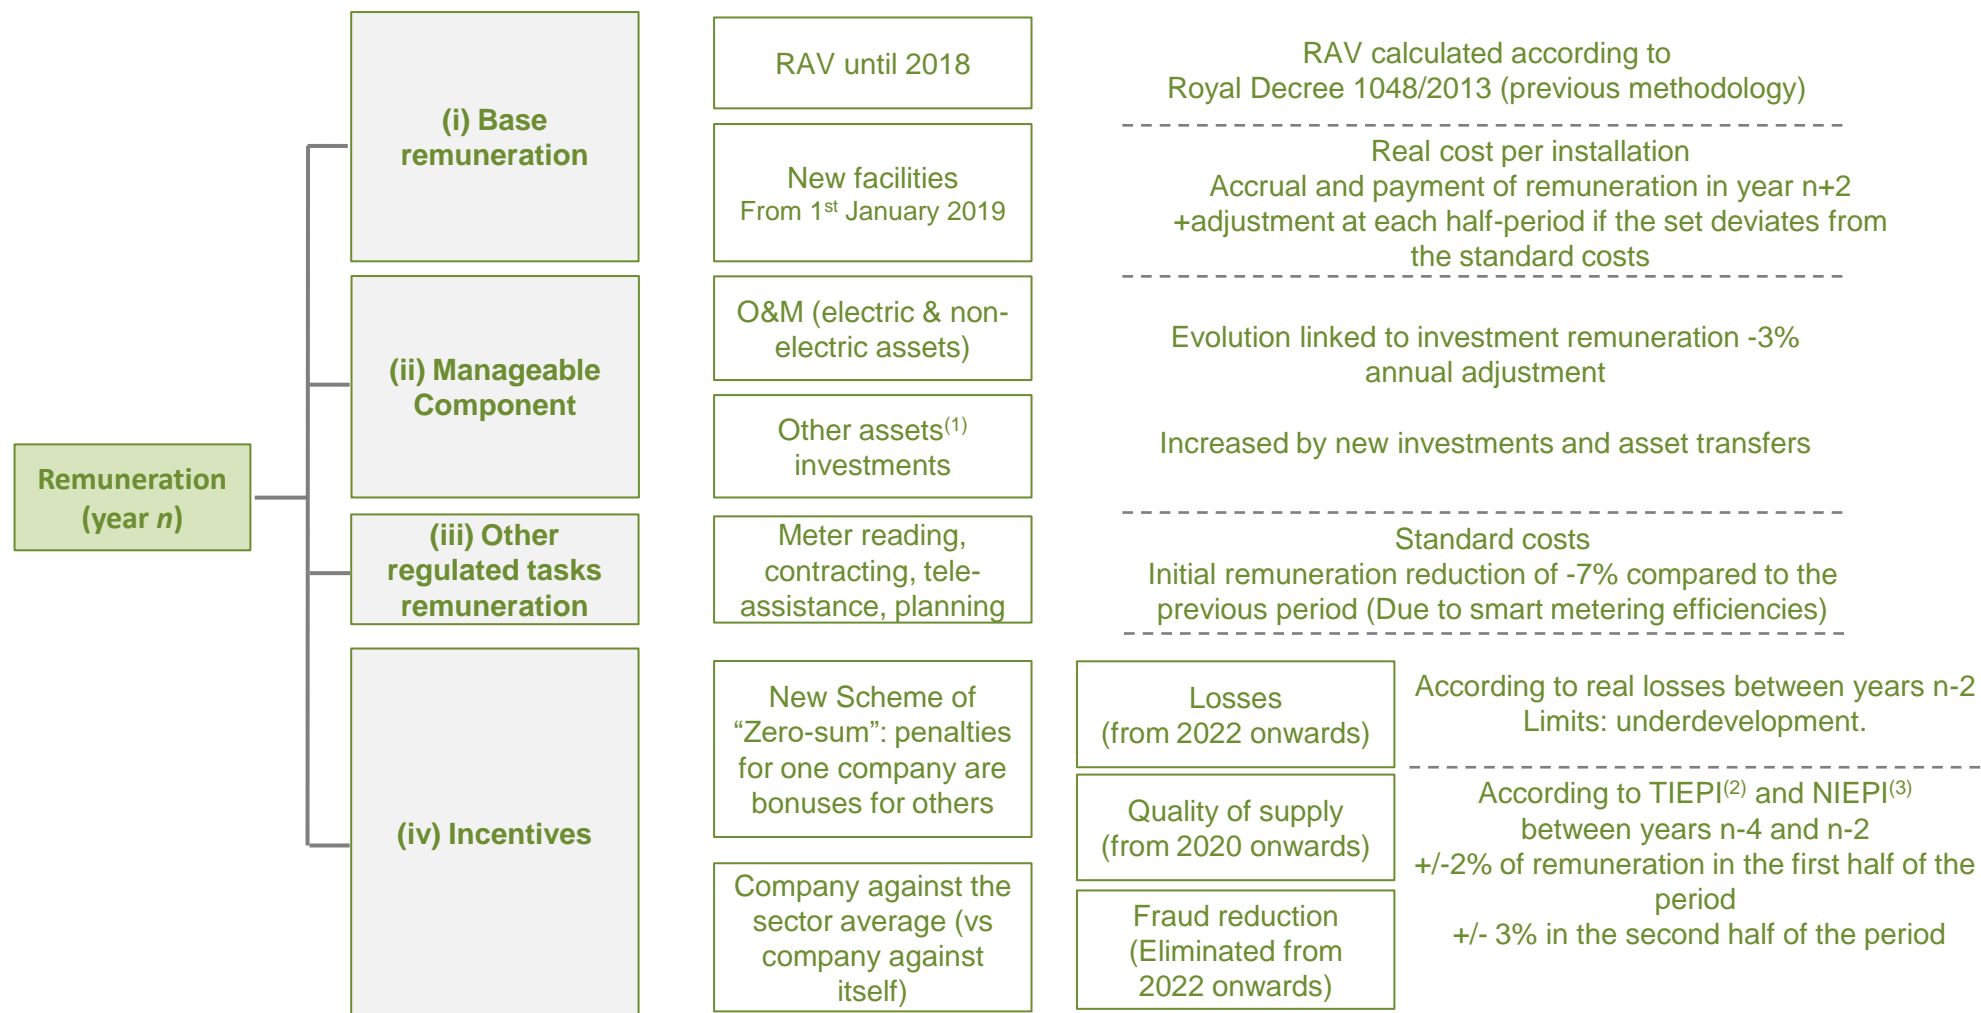 Remuneration
(year n)
(i) Base
remuneration
RAV until 2018
RAV calculated according to
Royal Decree 1048/2013 (previous methodology)
New facilities
From 1st January 2019
Real cost per installation
Accrual and payment of remuneration in year n+2
+adjustment at each half-period if the set deviates from
the standard costs
(ii) Manageable
Component
O&M (electric & non-
electric assets)
Evolution linked to investment remuneration -3%
annual adjustment
Other assets(1)
investments
Increased by new investments and asset transfers
(iii) Other
regulated tasks
remuneration
Meter reading,
contracting, tele-
assistance, planning
Standard costs
Initial remuneration reduction of -7% compared to the
previous period (Due to smart metering efficiencies)
(iv) Incentives
New Scheme of
“Zero-sum”: penalties
for one company are
bonuses for others
Company against the
sector average (vs
company against
itself)
Losses
(from 2022 onwards)
According to real losses between years n-2
Limits: underdevelopment.
Quality of supply
(from 2020 onwards)
According to TIEPI(2) and NIEPI(3)
between years n-4 and n-2
+/-2% of remuneration in the first half of the
period
+/- 3% in the second half of the period
Fraud reduction
(Eliminated from
2022 onwards)